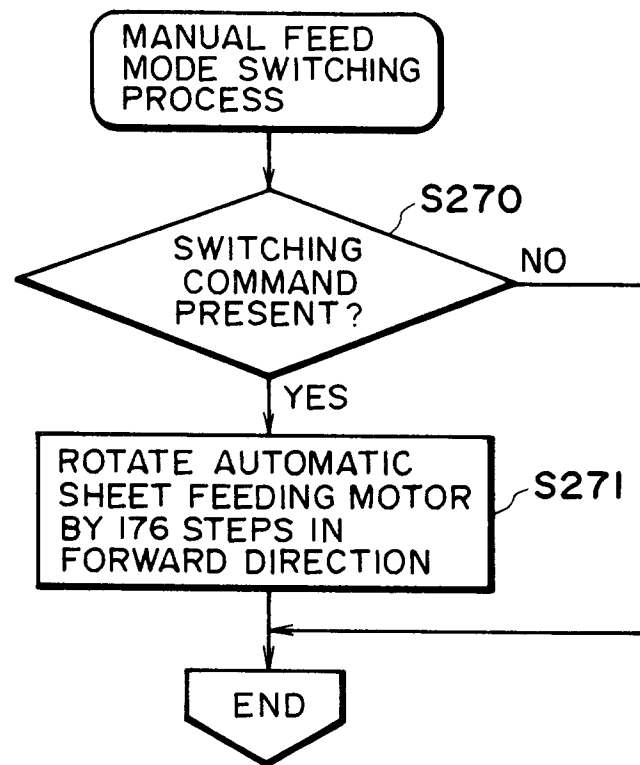 MANUAL FEED
MODE SWITCHING
PROCESS
S270
SWITCHING
COMMAND
PRESENT?
NO
YES
ROTATE AUTOMATIC
SHEET FEEDING MOTOR
BY 176 STEPS IN
FORWARD DIRECTION
S271
END